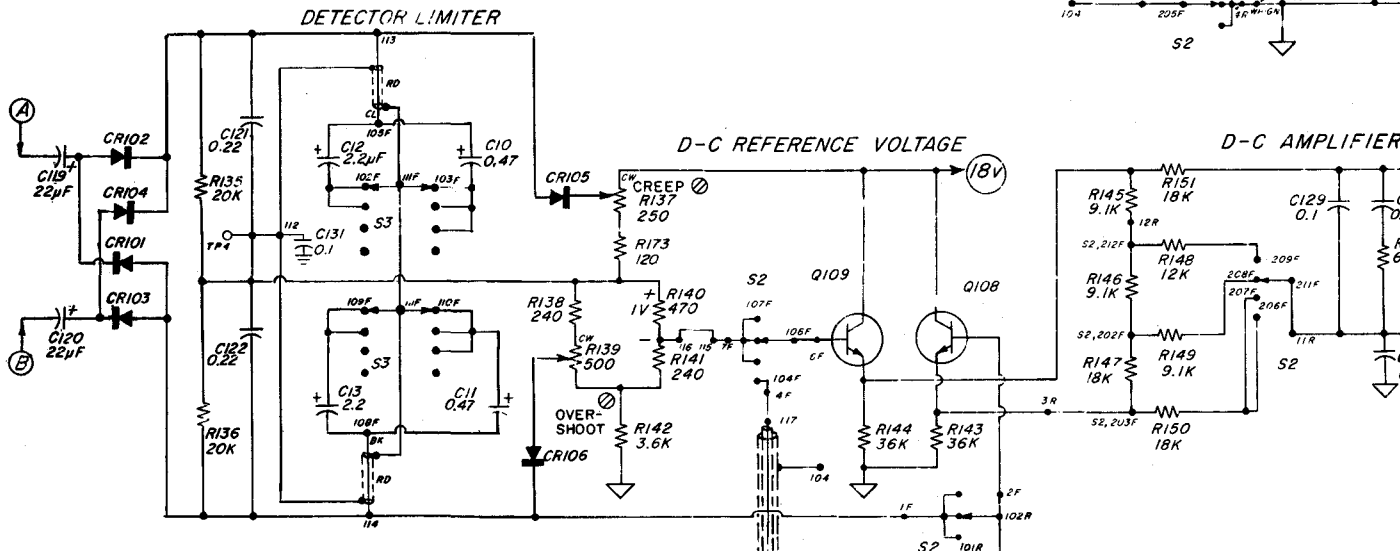 DETECTOR LIMITER
104
205F
4R
S2
113
RD
CL
105F
A
C119
22µF
CR102
CR104
CR101
CR103
C120
22µF
B
R135
20K
C121
0.22
TP4
112
C131
0.1
C122
0.22
R136
20K
C12
2.2µF
C10
0.47
102F
111F
103F
S3
109F
111F
110F
S3
C13
2.2
C11
0.47
108F
BK
RD
114
CR105
CW
CREEP
R137
250
R173
120
R138
240
CW
R139
500
+
1V
-
R140
470
R141
240
OVER-
SHOOT
R142
3.6K
CR106
D-C REFERENCE VOLTAGE
18V
116
115
7F
S2
107F
106F
6F
104F
4F
117
104
Q109
Q108
R144
36K
R143
36K
1F
2F
102R
101R
S2
3R
D-C AMPLIFIER
R145
9.1K
R151
18K
12R
S2,212F
R148
12K
R146
9.1K
S2,202F
R149
9.1K
R147
18K
S2,203F
R150
18K
209F
208F
207F
206F
211F
S2
11R
C129
0.1